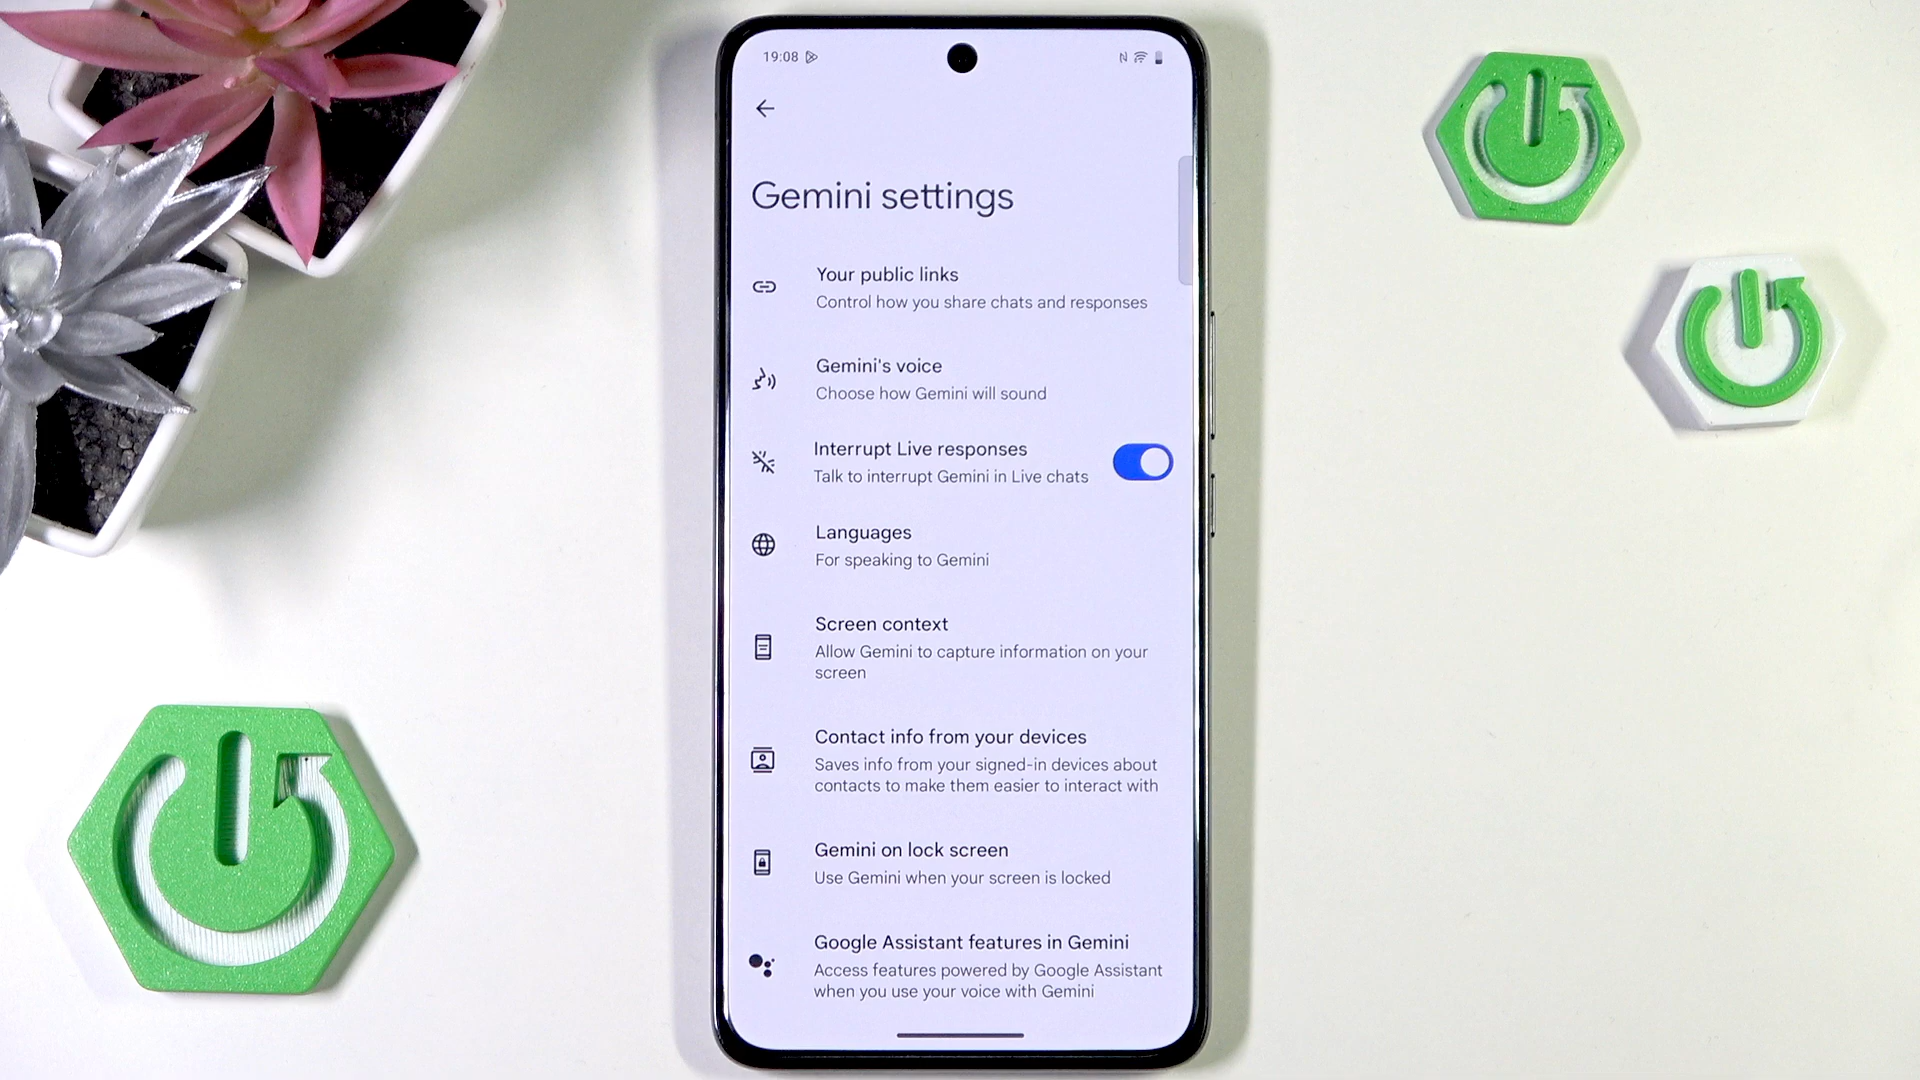 19:08
Gemini settings
Your public links
Control how you share chats and responses
Gemini's voice
Choose how Gemini will sound
Interrupt Live responses
Talk to interrupt Gemini in Live chats
Languages
For speaking to Gemini
Screen context
Allow Gemini to capture information on your
screen
Contact info from your devices
Saves info from your signed-in devices about
contacts to make them easier to interact with
Gemini on lock screen
Use Gemini when your screen is locked
Google Assistant features in Gemini
Access features powered by Google Assistant
when you use your voice with Gemini